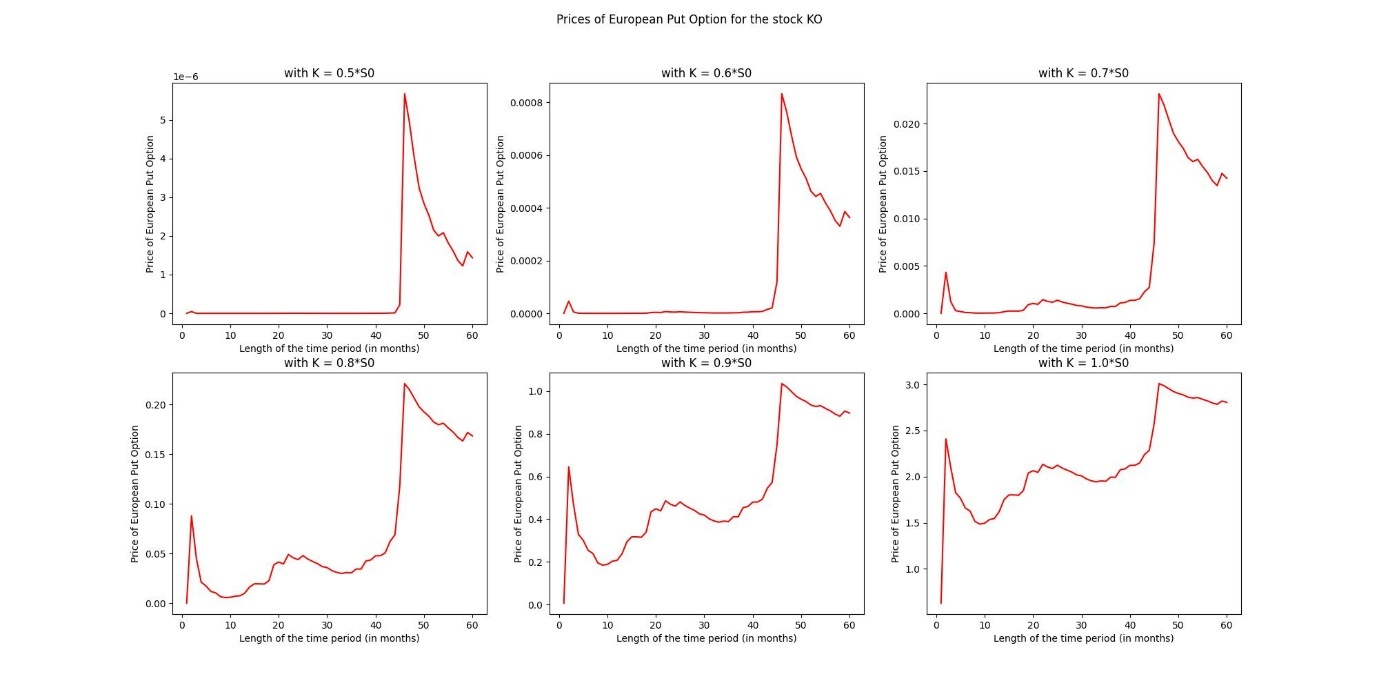 Prices of European Put Option for the stock KO
with K = 0.5*S0
1e−6
Price of European Put Option
5
4
3
2
1
0
0 10 20 30 40 50 60
Length of the time period (in months)
with K = 0.6*S0
Price of European Put Option
0.0008
0.0006
0.0004
0.0002
0.0000
0 10 20 30 40 50 60
Length of the time period (in months)
with K = 0.7*S0
Price of European Put Option
0.020
0.015
0.010
0.005
0.000
0 10 20 30 40 50 60
Length of the time period (in months)
with K = 0.8*S0
Price of European Put Option
0.20
0.15
0.10
0.05
0.00
0 10 20 30 40 50 60
Length of the time period (in months)
with K = 0.9*S0
Price of European Put Option
1.0
0.8
0.6
0.4
0.2
0.0
0 10 20 30 40 50 60
Length of the time period (in months)
with K = 1.0*S0
Price of European Put Option
3.0
2.5
2.0
1.5
1.0
0 10 20 30 40 50 60
Length of the time period (in months)